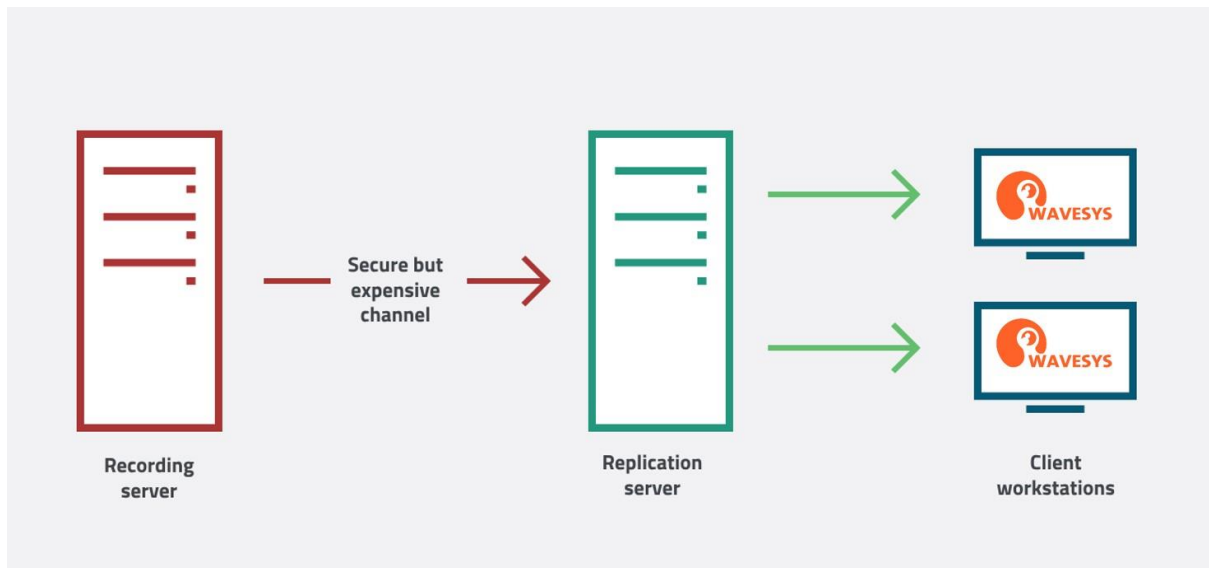 Secure but
expensive
channel
WAVESYS
WAVESYS
Recording
server
Replication
server
Client
workstations